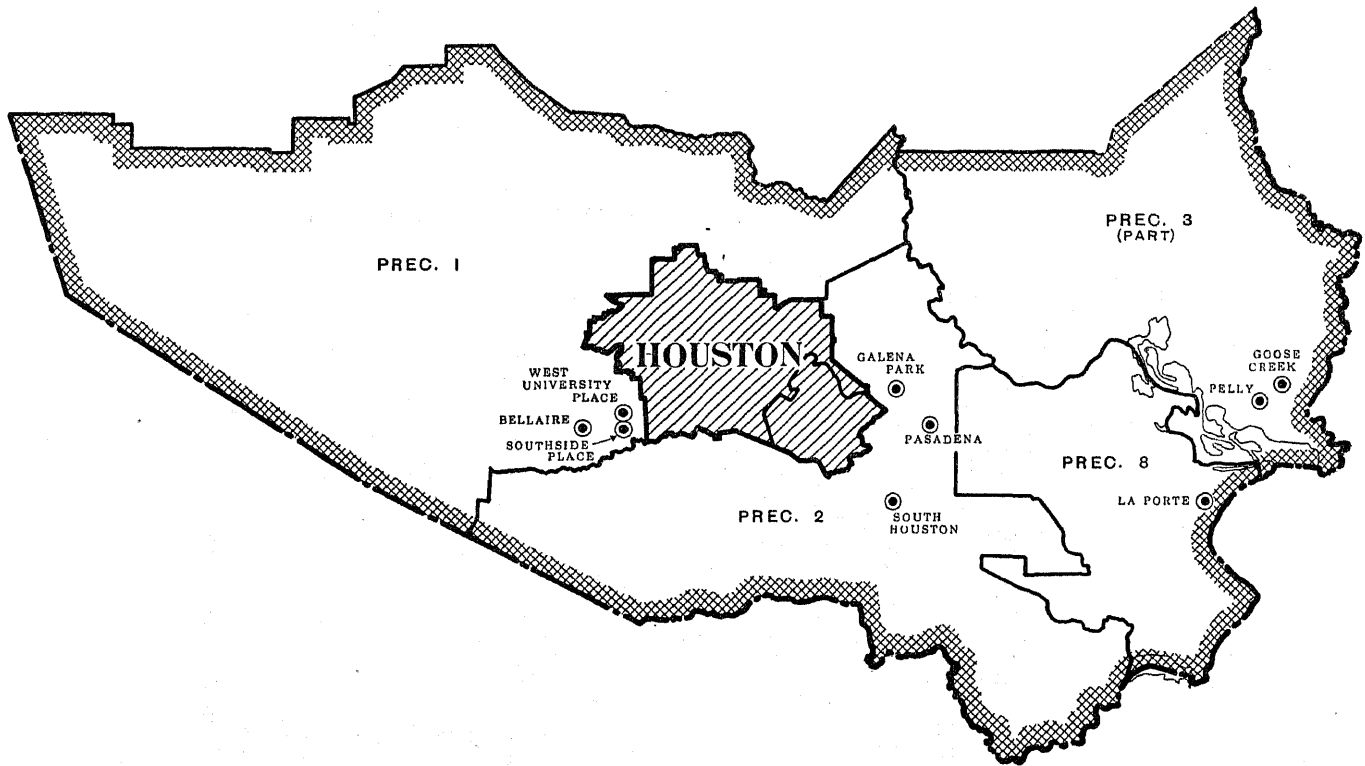 PREC. 3
(PART)
PREC. 1
HOUSTON
WEST
UNIVERSITY
PLACE
BELLAIRE
SOUTHSIDE
PLACE
GALENA
PARK
PASADENA
GOOSE
CREEK
PELLY
PREC. 8
LA PORTE
PREC. 2
SOUTH
HOUSTON